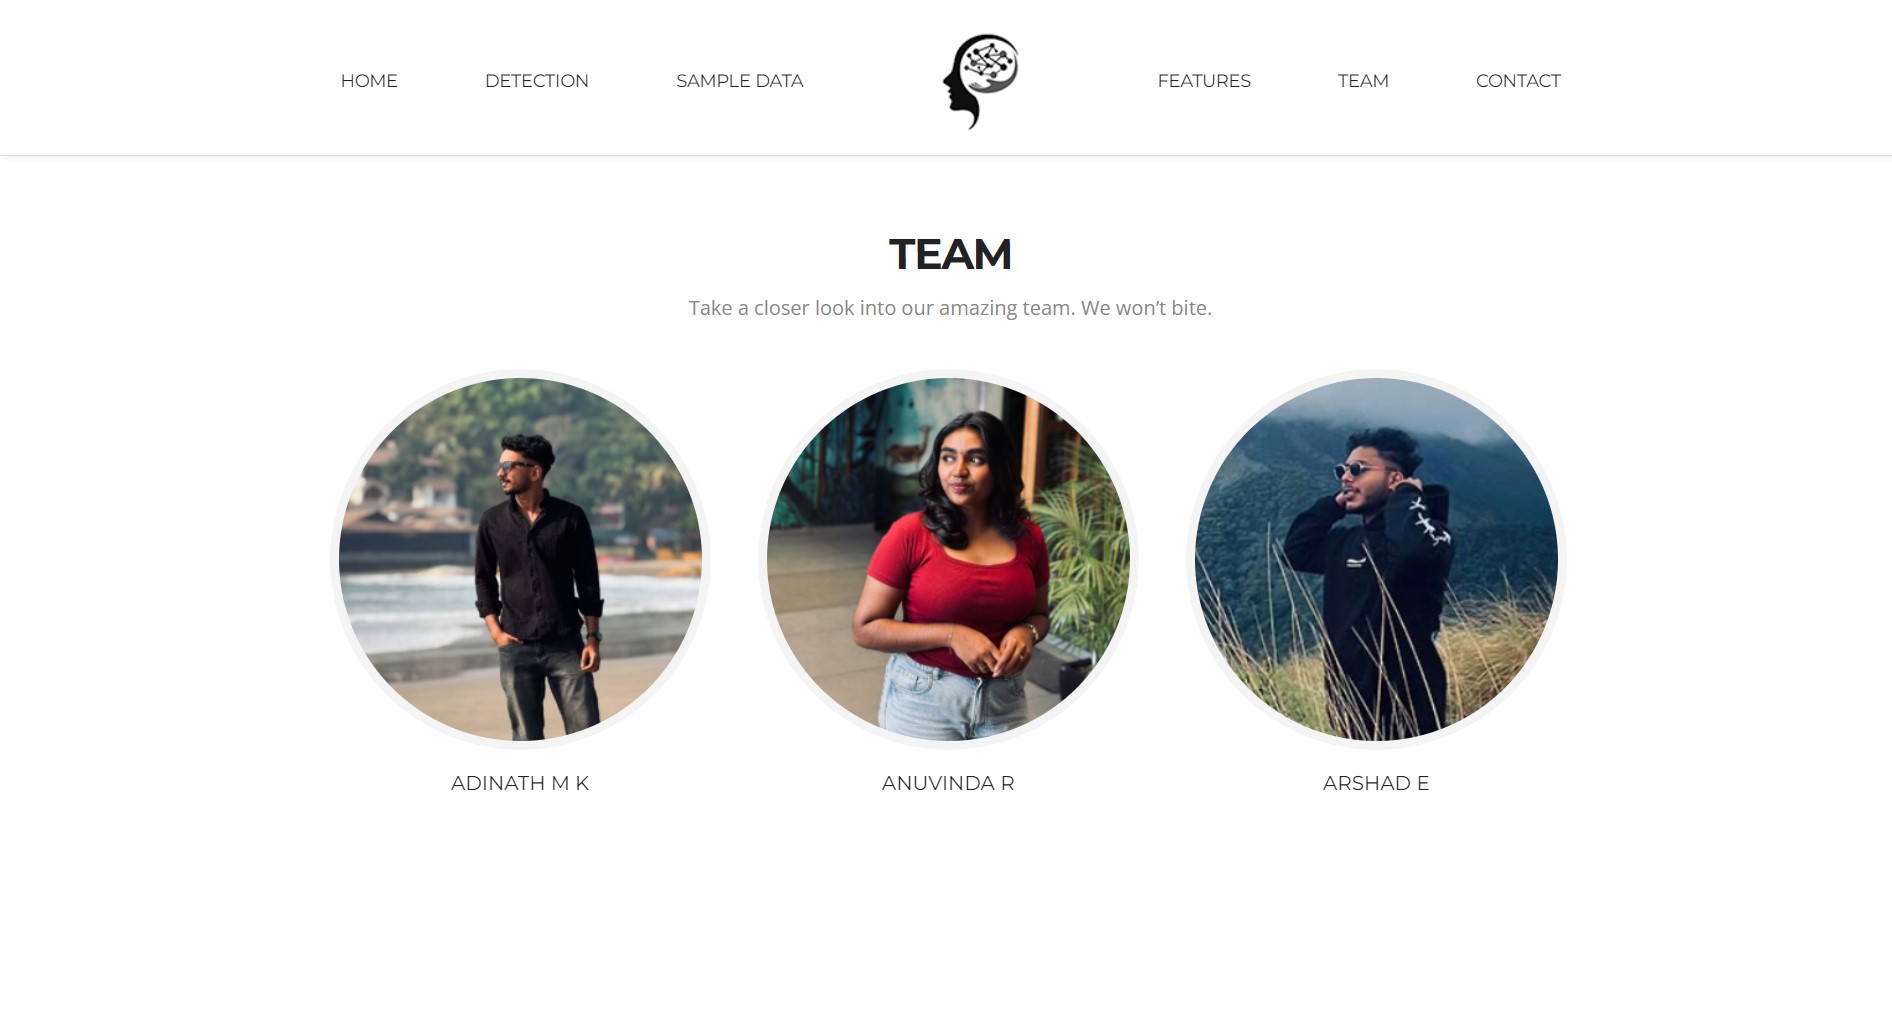 HOME
DETECTION
SAMPLE DATA
FEATURES
TEAM
CONTACT
TEAM
Take a closer look into our amazing team. We won’t bite.
ADINATH M K
ANUVINDA R
ARSHAD E